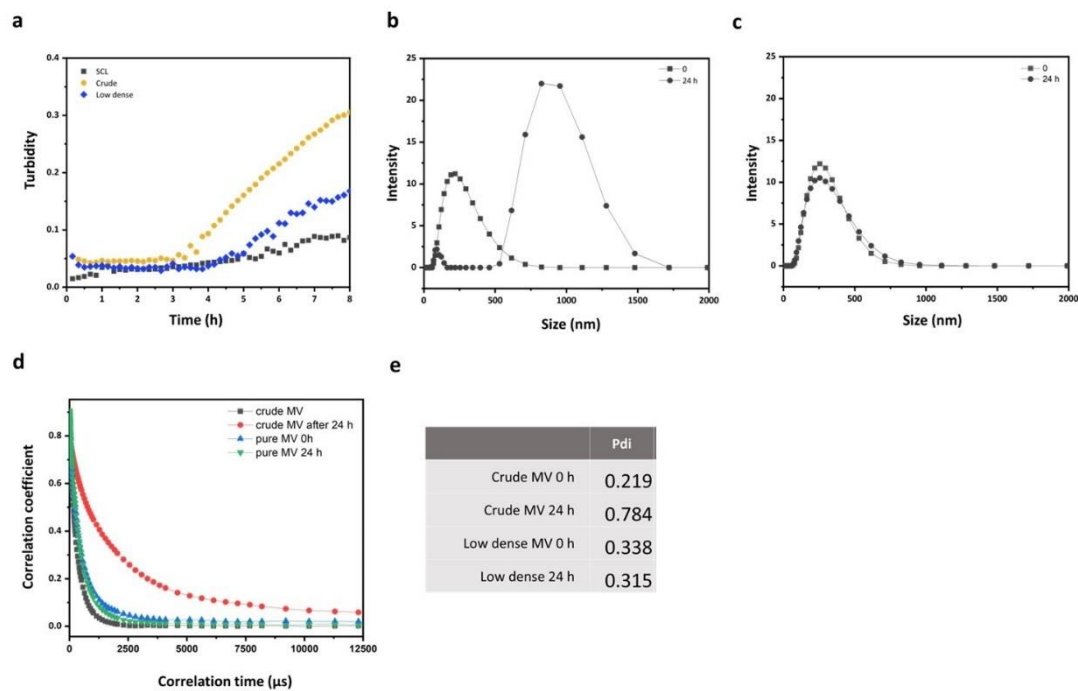 a
0.4
0.3
0.2
0.1
0.0
Turbidity
SCL
Crude
Low dense
0 1 2 3 4 5 6 7 8
Time (h)
b
25
20
15
10
5
0
Intensity
0
24 h
0 500 1000 1500 2000
Size (nm)
c
25
20
15
10
5
0
Intensity
0
24 h
0 500 1000 1500 2000
Size (nm)
d
0.8
0.6
0.4
0.2
0.0
Correlation coefficient
crude MV
crude MV after 24 h
pure MV 0h
pure MV 24 h
0 2500 5000 7500 10000 12500
Correlation time (µs)
e
Pdi
Crude MV 0 h 0.219
Crude MV 24 h 0.784
Low dense MV 0 h 0.338
Low dense 24 h 0.315